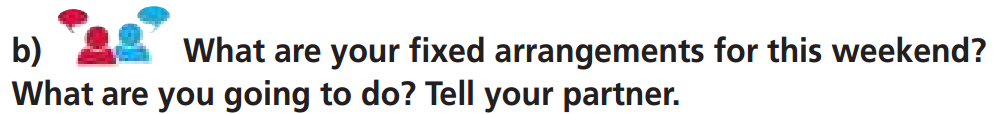 b) What are your fixed arrangements for this weekend?
What are you going to do? Tell your partner.